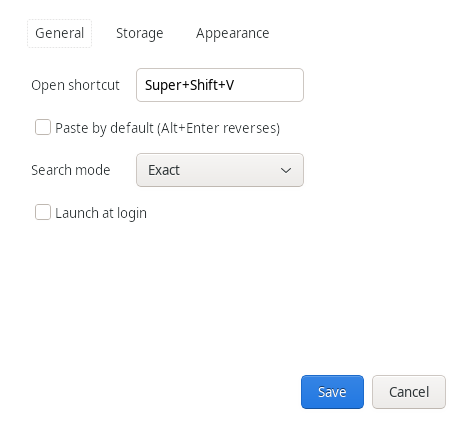 General Storage Appearance
Open shortcut Super+Shift+V
Paste by default (Alt+Enter reverses)
Search mode Exact
Launch at login
Save Cancel